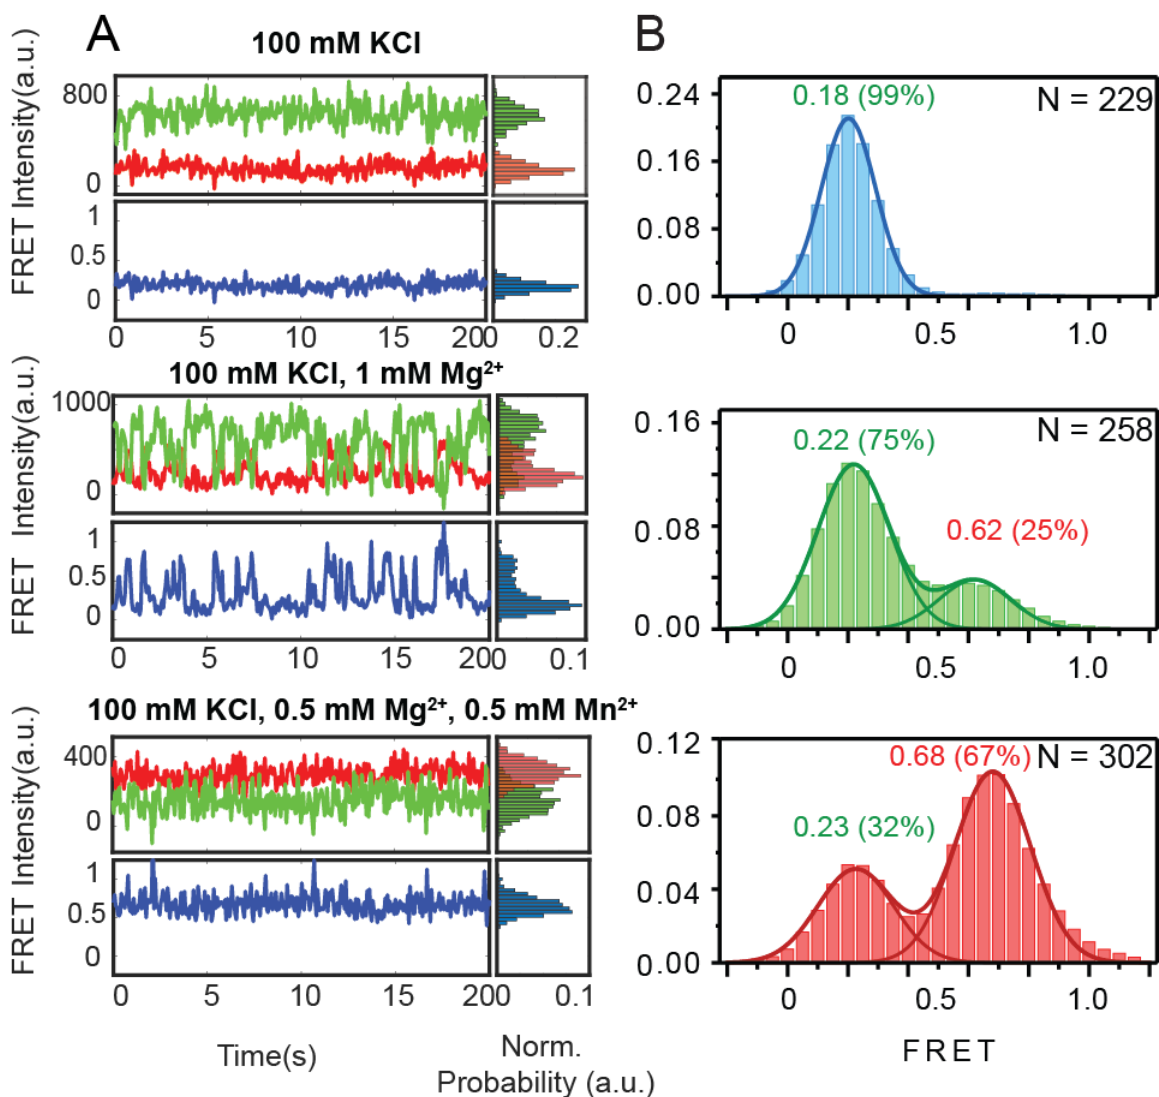 A
B
100 mM KCl
FRET Intensity(a.u.)
800
0
1
0.5
0
0 5 10 15 20 0 0.2
0.18 (99%)
N = 229
0.24
0.16
0.08
0.00
0 0.5 1.0
100 mM KCl, 1 mM Mg²⁺
FRET Intensity(a.u.)
1000
0
1
0.5
0
0 5 10 15 20 0 0.1
0.22 (75%)
N = 258
0.62 (25%)
0.16
0.08
0.00
0 0.5 1.0
100 mM KCl, 0.5 mM Mg²⁺, 0.5 mM Mn²⁺
FRET Intensity(a.u.)
400
0
1
0.5
0
0 5 10 15 20 0 0.1
0.68 (67%)
N = 302
0.23 (32%)
0.12
0.08
0.04
0.00
0 0.5 1.0
Time(s)
Norm.
Probability (a.u.)
FRET